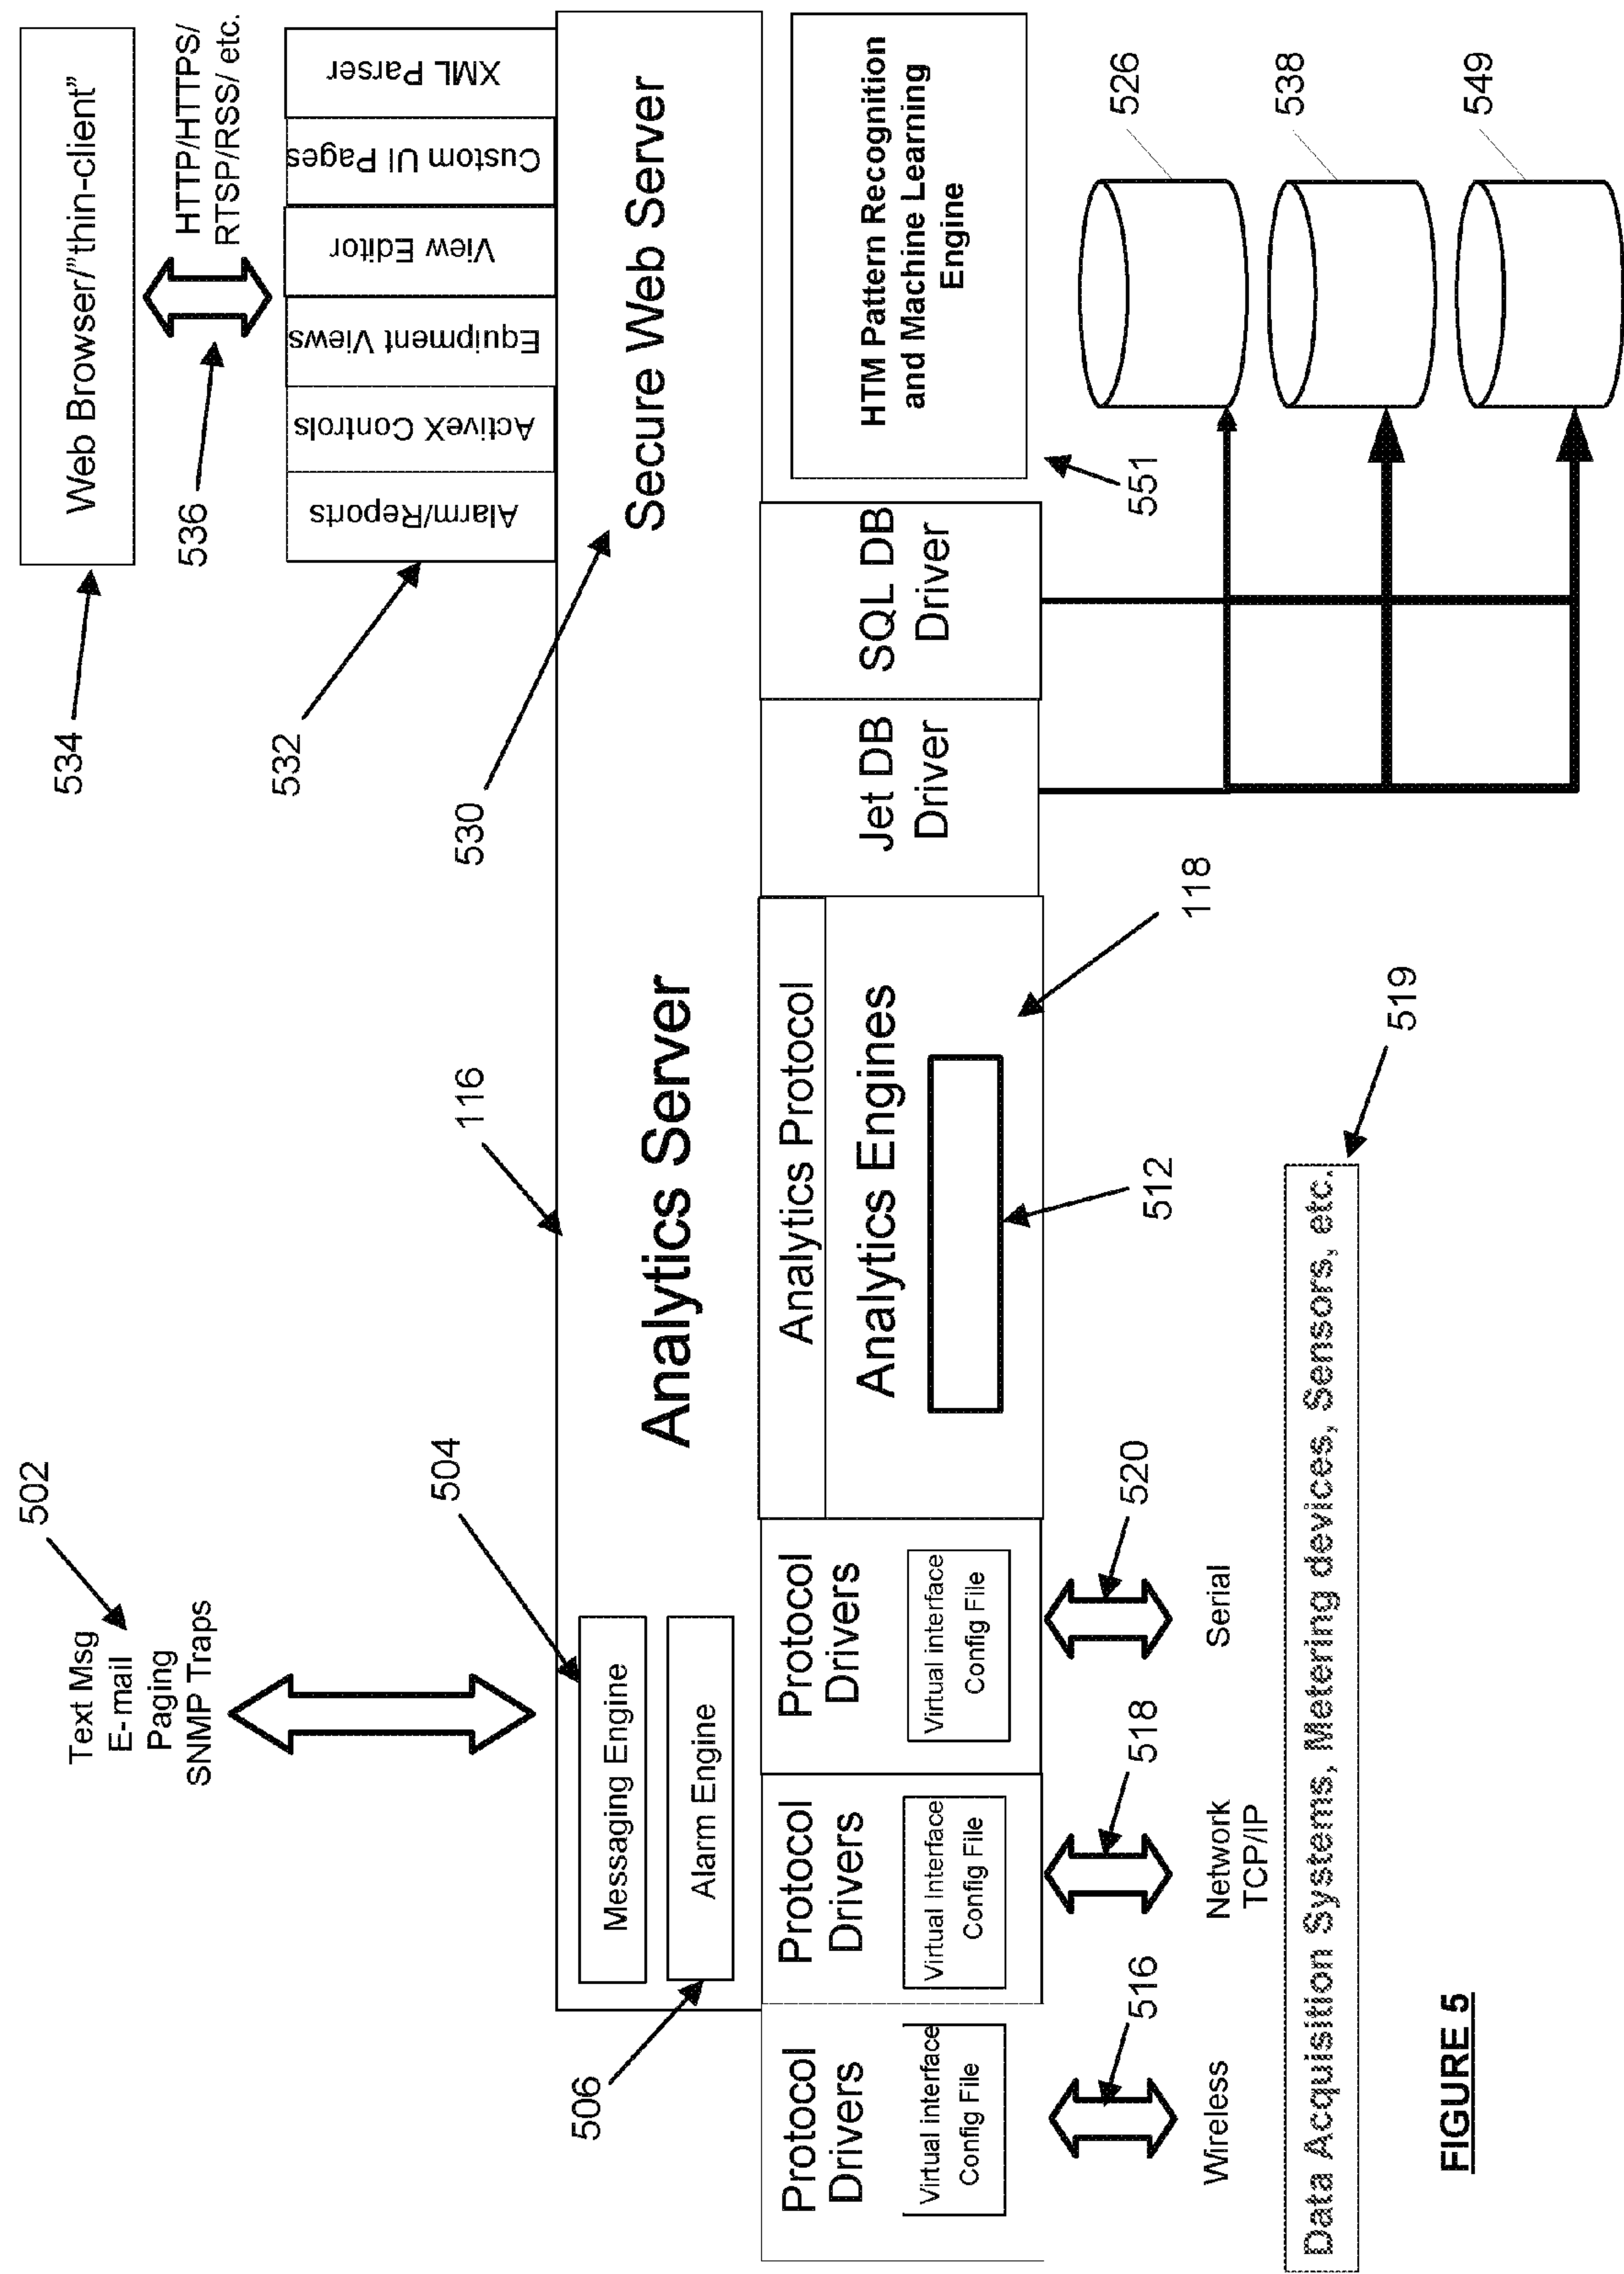 502
Text Msg
E-mail
Paging
SNMP Traps
534
Web Browser/"thin-client"
536
HTTP/HTTPS/
RTSP/RSS/ etc.
532
Alarm/Reports
ActiveX Controls
Equipment Views
View Editor
Custom UI Pages
XML Parser
504
116
530
Messaging Engine
Alarm Engine
506
Analytics Server
Secure Web Server
Protocol
Drivers
Virtual interface
Config File
Protocol
Drivers
Virtual Interface
Config File
Protocol
Drivers
Virtual interface
Config File
Analytics Protocol
Analytics Engines
118
512
Jet DB
Driver
SQL DB
Driver
HTM Pattern Recognition
and Machine Learning
Engine
551
526
538
549
516
518
520
Wireless
Network
TCP/IP
Serial
519
Data Acquisition Systems, Metering devices, Sensors, etc.
FIGURE 5